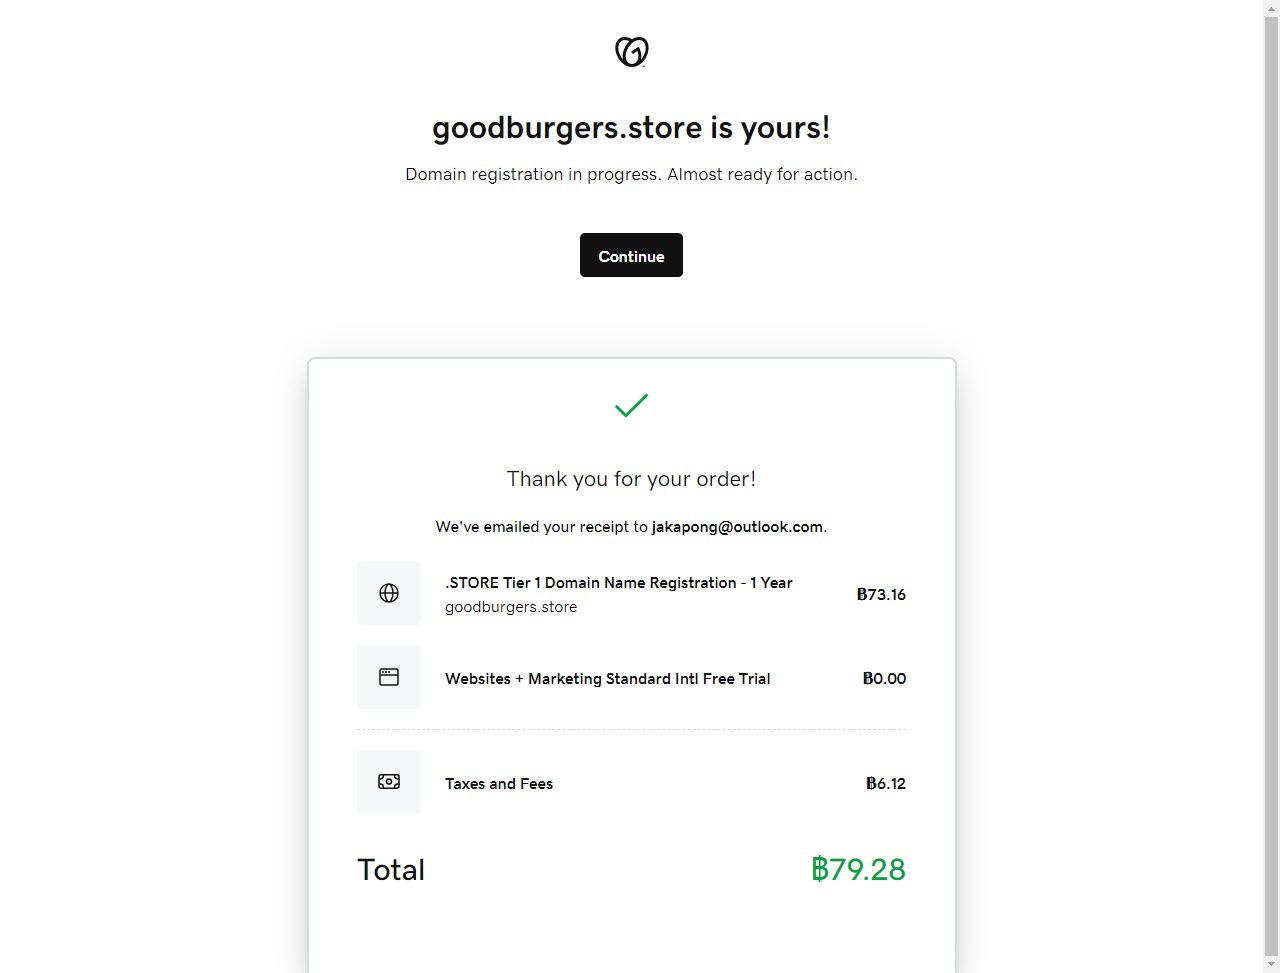 goodburgers.store is yours!
Domain registration in progress. Almost ready for action.
Continue
Thank you for your order!
We've emailed your receipt to jakapong@outlook.com.
.STORE Tier 1 Domain Name Registration - 1 Year
฿73.16
goodburgers.store
Websites + Marketing Standard Intl Free Trial
฿0.00
Taxes and Fees
฿6.12
Total
฿79.28